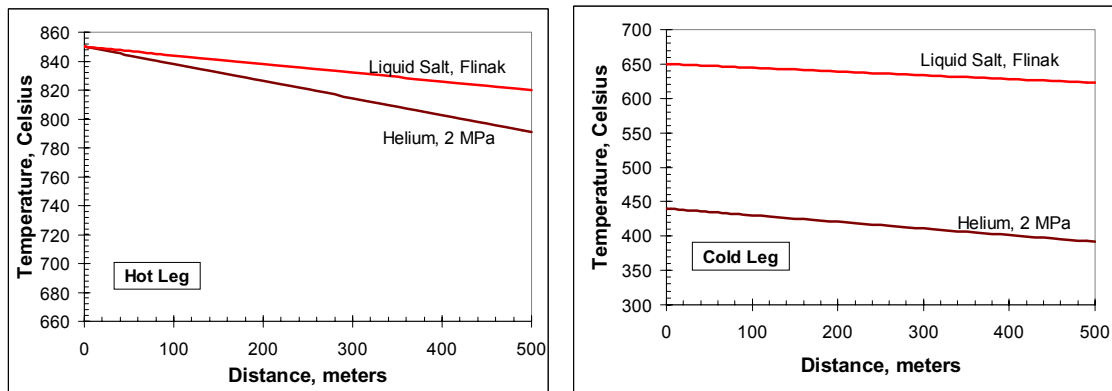 Temperature, Celsius
860
840
820
800
780
760
740
720
700
680
660
Liquid Salt, Flinak
Helium, 2 MPa
Hot Leg
0 100 200 300 400 500
Distance, meters
Temperature, Celsius
700
650
600
550
500
450
400
350
300
Liquid Salt, Flinak
Helium, 2 MPa
Cold Leg
0 100 200 300 400 500
Distance, meters